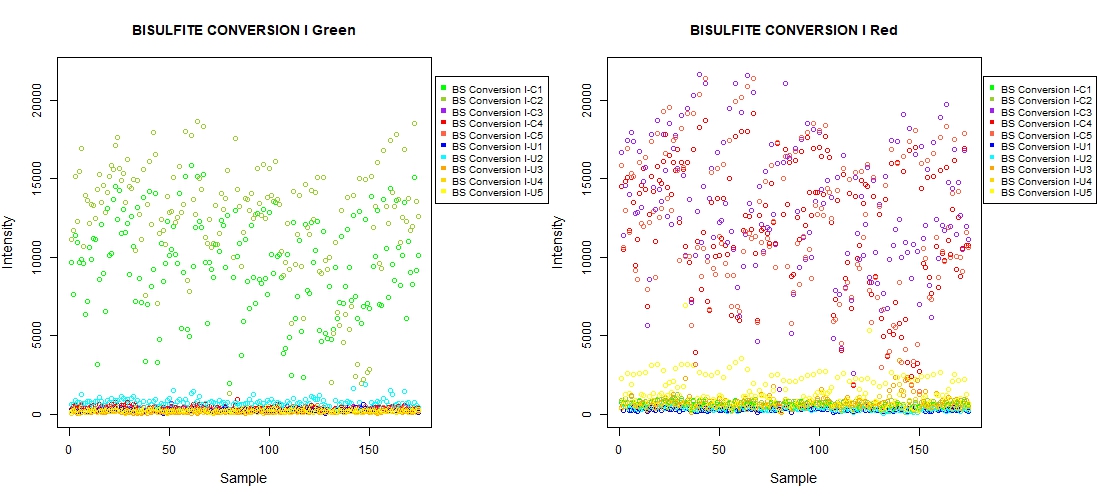 BISULFITE CONVERSION I Green
Intensity
20000
15000
10000
5000
0
0
50
100
150
Sample
BS Conversion I-C1
BS Conversion I-C2
BS Conversion I-C3
BS Conversion I-C4
BS Conversion I-C5
BS Conversion I-U1
BS Conversion I-U2
BS Conversion I-U3
BS Conversion I-U4
BS Conversion I-U5
BISULFITE CONVERSION I Red
Intensity
20000
15000
10000
5000
0
0
50
100
150
Sample
BS Conversion I-C1
BS Conversion I-C2
BS Conversion I-C3
BS Conversion I-C4
BS Conversion I-C5
BS Conversion I-U1
BS Conversion I-U2
BS Conversion I-U3
BS Conversion I-U4
BS Conversion I-U5